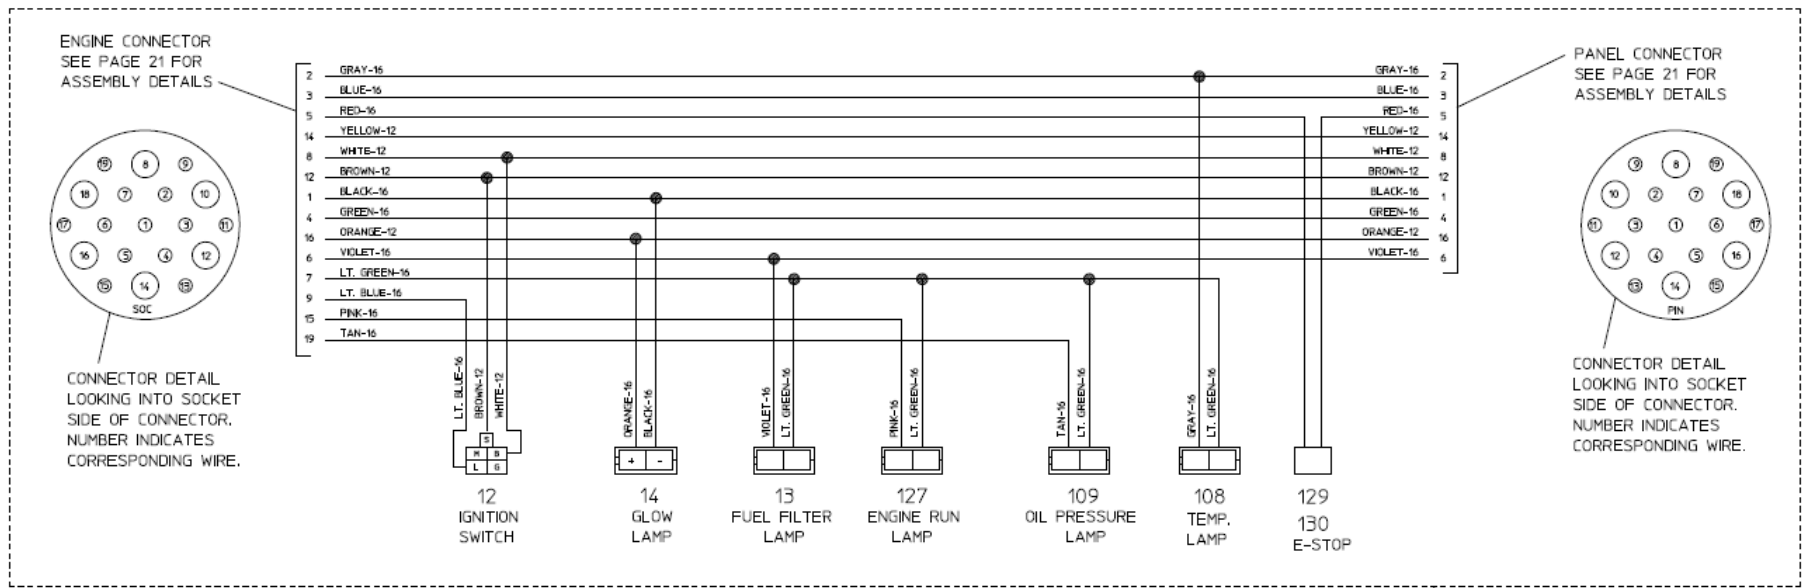 ENGINE CONNECTOR
SEE PAGE 21 FOR
ASSEMBLY DETAILS
19 8 9
18 7 2 10
17 6 1 3 11
16 5 4 12
15 14 13
SOC
CONNECTOR DETAIL
LOOKING INTO SOCKET
SIDE OF CONNECTOR.
NUMBER INDICATES
CORRESPONDING WIRE.
2 GRAY-16 GRAY-16 2
3 BLUE-16 BLUE-16 3
5 RED-16 RED-16 5
14 YELLOW-12 YELLOW-12 14
8 WHITE-12 WHITE-12 8
12 BROWN-12 BROWN-12 12
1 BLACK-16 BLACK-16 1
4 GREEN-16 GREEN-16 4
16 ORANGE-12 ORANGE-12 16
6 VIOLET-16 VIOLET-16 6
7 LT. GREEN-16
9 LT. BLUE-16
15 PINK-16
19 TAN-16
LT. BLUE-16
BROWN-12
WHITE-12
S
M B
L G
12
IGNITION
SWITCH
ORANGE-16
BLACK-16
+ -
14
GLOW
LAMP
VIOLET-16
LT. GREEN-16
13
FUEL FILTER
LAMP
PINK-16
LT. GREEN-16
127
ENGINE RUN
LAMP
TAN-16
LT. GREEN-16
109
OIL PRESSURE
LAMP
GRAY-16
LT. GREEN-16
108
TEMP.
LAMP
129
130
E-STOP
PANEL CONNECTOR
SEE PAGE 21 FOR
ASSEMBLY DETAILS
9 8 19
10 2 7 18
11 3 1 6 17
12 4 5 16
13 14 15
PIN
CONNECTOR DETAIL
LOOKING INTO SOCKET
SIDE OF CONNECTOR.
NUMBER INDICATES
CORRESPONDING WIRE.